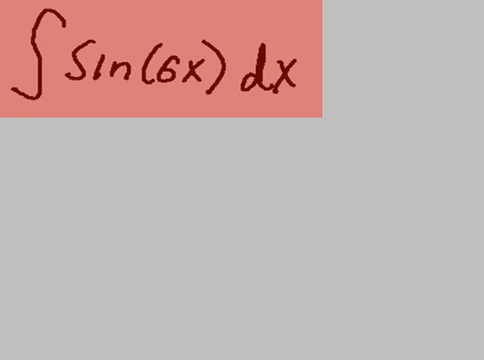 ∫ sin(6x) dx